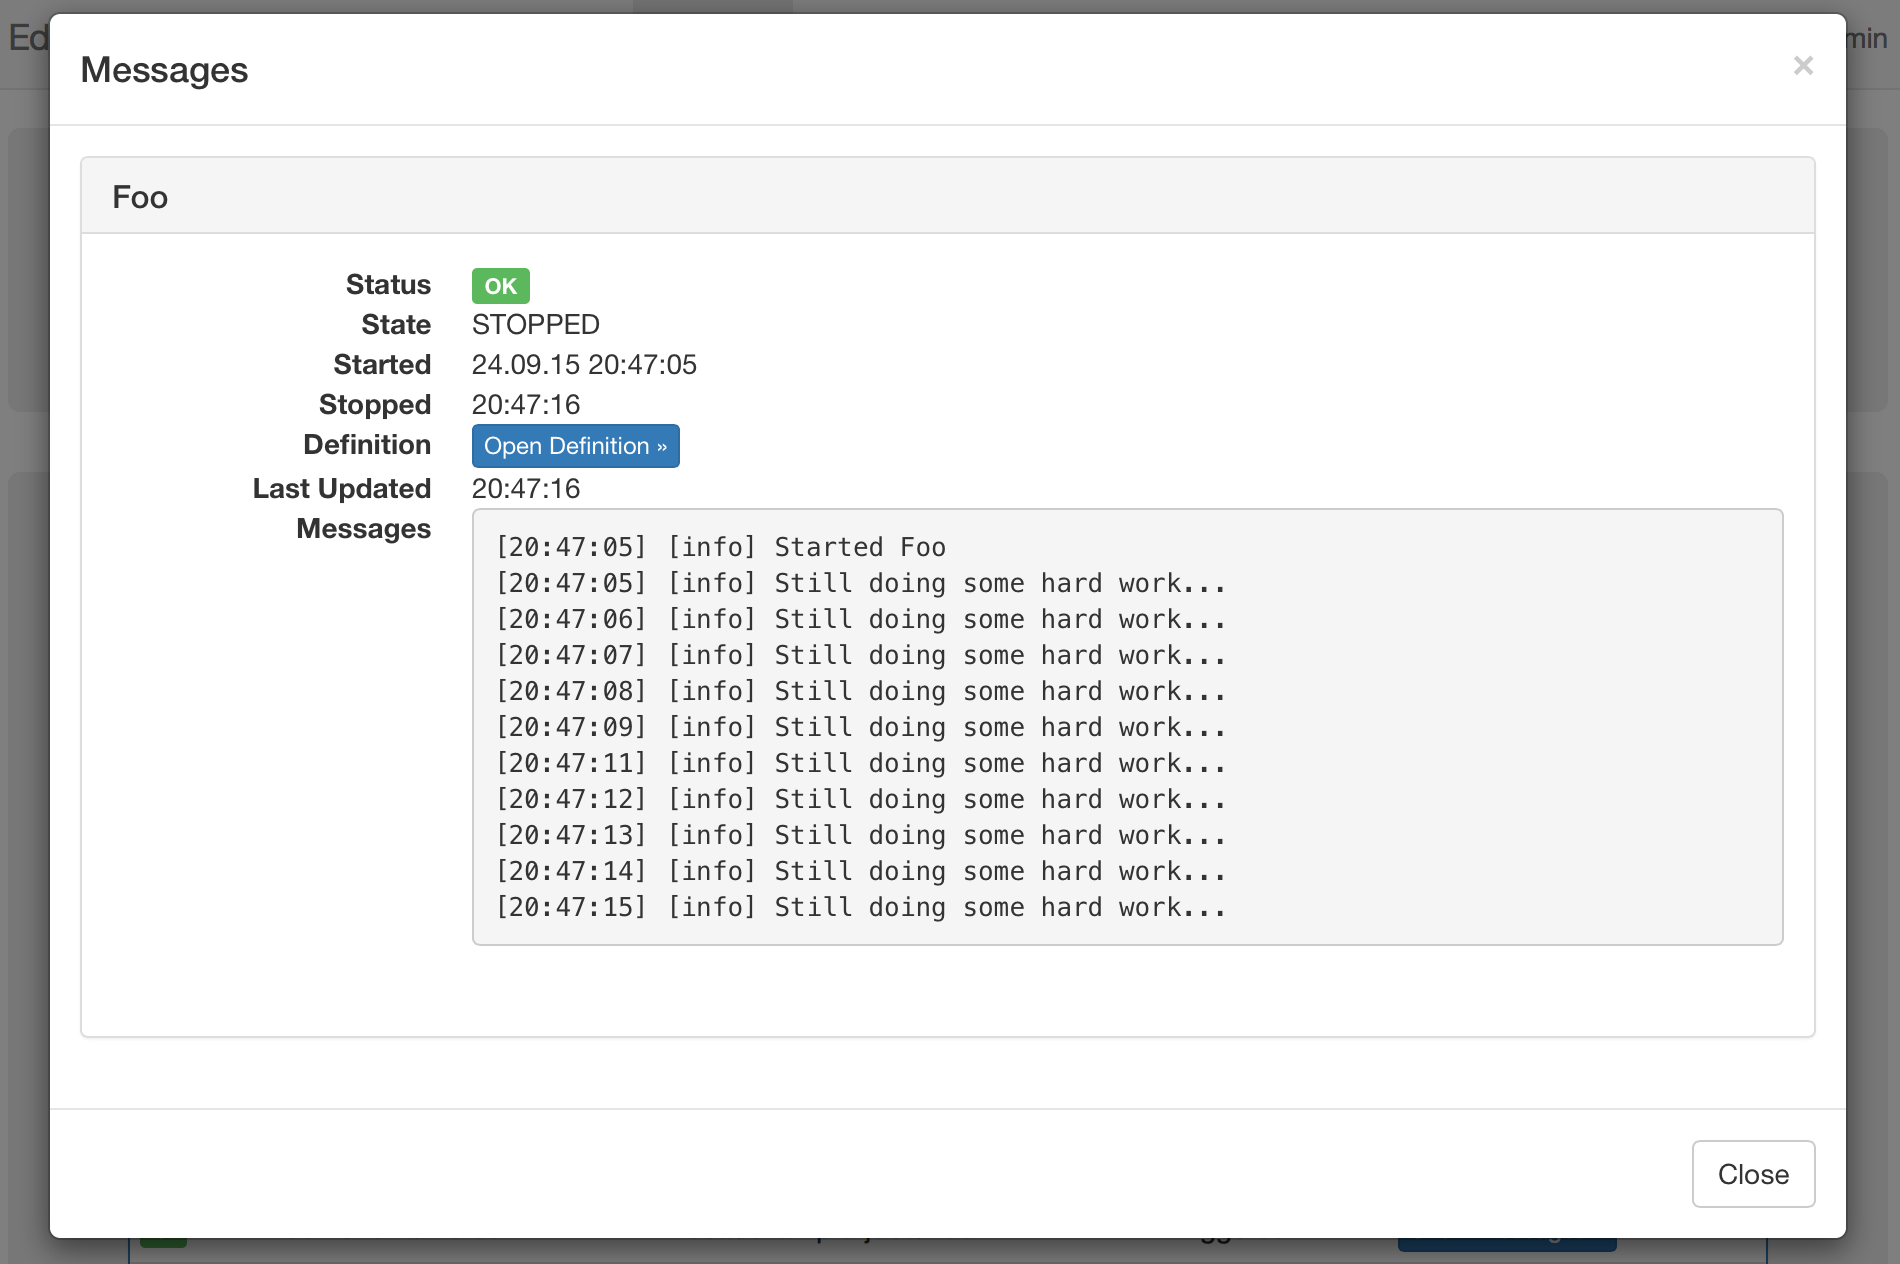 Messages
×
Foo
Status OK
State STOPPED
Started 24.09.15 20:47:05
Stopped 20:47:16
Definition Open Definition »
Last Updated 20:47:16
Messages
[20:47:05] [info] Started Foo
[20:47:05] [info] Still doing some hard work...
[20:47:06] [info] Still doing some hard work...
[20:47:07] [info] Still doing some hard work...
[20:47:08] [info] Still doing some hard work...
[20:47:09] [info] Still doing some hard work...
[20:47:11] [info] Still doing some hard work...
[20:47:12] [info] Still doing some hard work...
[20:47:13] [info] Still doing some hard work...
[20:47:14] [info] Still doing some hard work...
[20:47:15] [info] Still doing some hard work...
Close